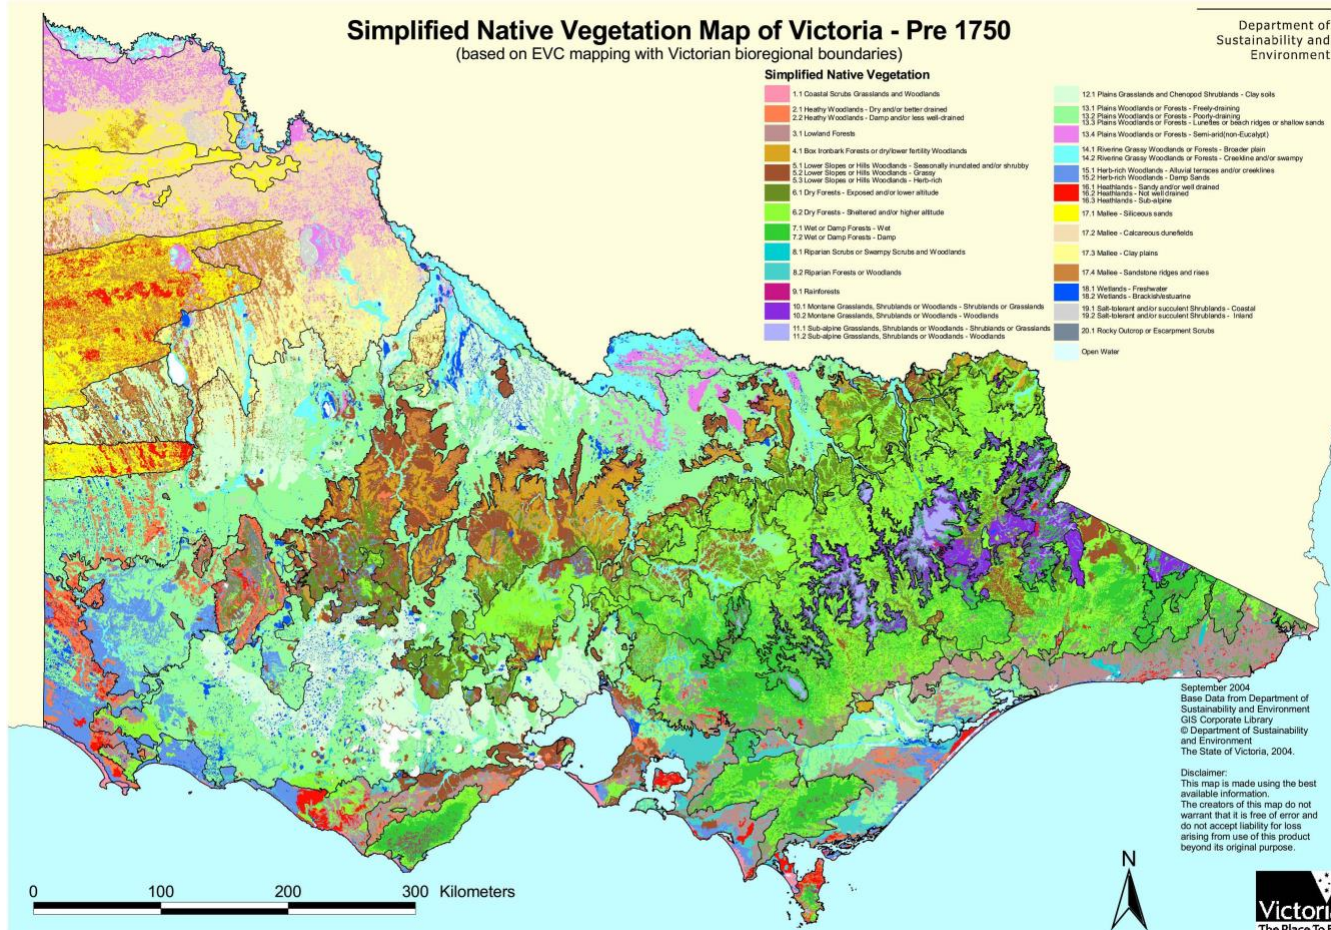 Simplified Native Vegetation Map of Victoria - Pre 1750
(based on EVC mapping with Victorian bioregional boundaries)
Department of
Sustainability and
Environment
Simplified Native Vegetation
1.1 Coastal Scrubs Grasslands and Woodlands
2.1 Heathy Woodlands - Dry and/or better drained
2.2 Heathy Woodlands - Damp and/or less well-drained
3.1 Lowland Forests
4.1 Box Ironbark Forests or dry/lower fertility Woodlands
5.1 Lower Slopes or Hills Woodlands - Seasonally inundated and/or shrubby
5.2 Lower Slopes or Hills Woodlands - Grassy
5.3 Lower Slopes or Hills Woodlands - Herb-rich
6.1 Dry Forests - Exposed and/or lower altitude
6.2 Dry Forests - Sheltered and/or higher altitude
7.1 Wet or Damp Forests - Wet
7.2 Wet or Damp Forests - Damp
8.1 Riparian Scrubs or Swampy Scrubs and Woodlands
8.2 Riparian Forests or Woodlands
9.1 Rainforests
10.1 Montane Grasslands, Shrublands or Woodlands - Shrublands or Grasslands
10.2 Montane Grasslands, Shrublands or Woodlands - Woodlands
11.1 Sub-alpine Grasslands, Shrublands or Woodlands - Shrublands or Grasslands
11.2 Sub-alpine Grasslands, Shrublands or Woodlands - Woodlands
12.1 Plains Grasslands and Chenopod Shrublands - Clay soils
13.1 Plains Woodlands or Forests - Freely-draining
13.2 Plains Woodlands or Forests - Poorly-draining
13.3 Plains Woodlands or Forests - Lunettes or beach ridges or shallow sands
13.4 Plains Woodlands or Forests - Semi-arid(non-Eucalypt)
14.1 Riverine Grassy Woodlands or Forests - Broader plain
14.2 Riverine Grassy Woodlands or Forests - Creekline and/or swampy
15.1 Herb-rich Woodlands - Alluvial terraces and/or creeklines
15.2 Herb-rich Woodlands - Damp Sands
16.1 Heathlands - Sandy and/or well drained
16.2 Heathlands - Not well drained
16.3 Heathlands - Sub-alpine
17.1 Mallee - Siliceous sands
17.2 Mallee - Calcareous dunefields
17.3 Mallee - Clay plains
17.4 Mallee - Sandstone ridges and rises
18.1 Wetlands - Freshwater
18.2 Wetlands - Brackish/estuarine
19.1 Salt-tolerant and/or succulent Shrublands - Coastal
19.2 Salt-tolerant and/or succulent Shrublands - Inland
20.1 Rocky Outcrop or Escarpment Scrubs
Open Water
September 2004
Base Data from Department of
Sustainability and Environment
GIS Corporate Library
© Department of Sustainability
and Environment
The State of Victoria, 2004.
Disclaimer:
This map is made using the best
available information.
The creators of this map do not
warrant that it is free of error and
do not accept liability for loss
arising from use of this product
beyond its original purpose.
0 100 200 300 Kilometers
N
Victori
The Place To